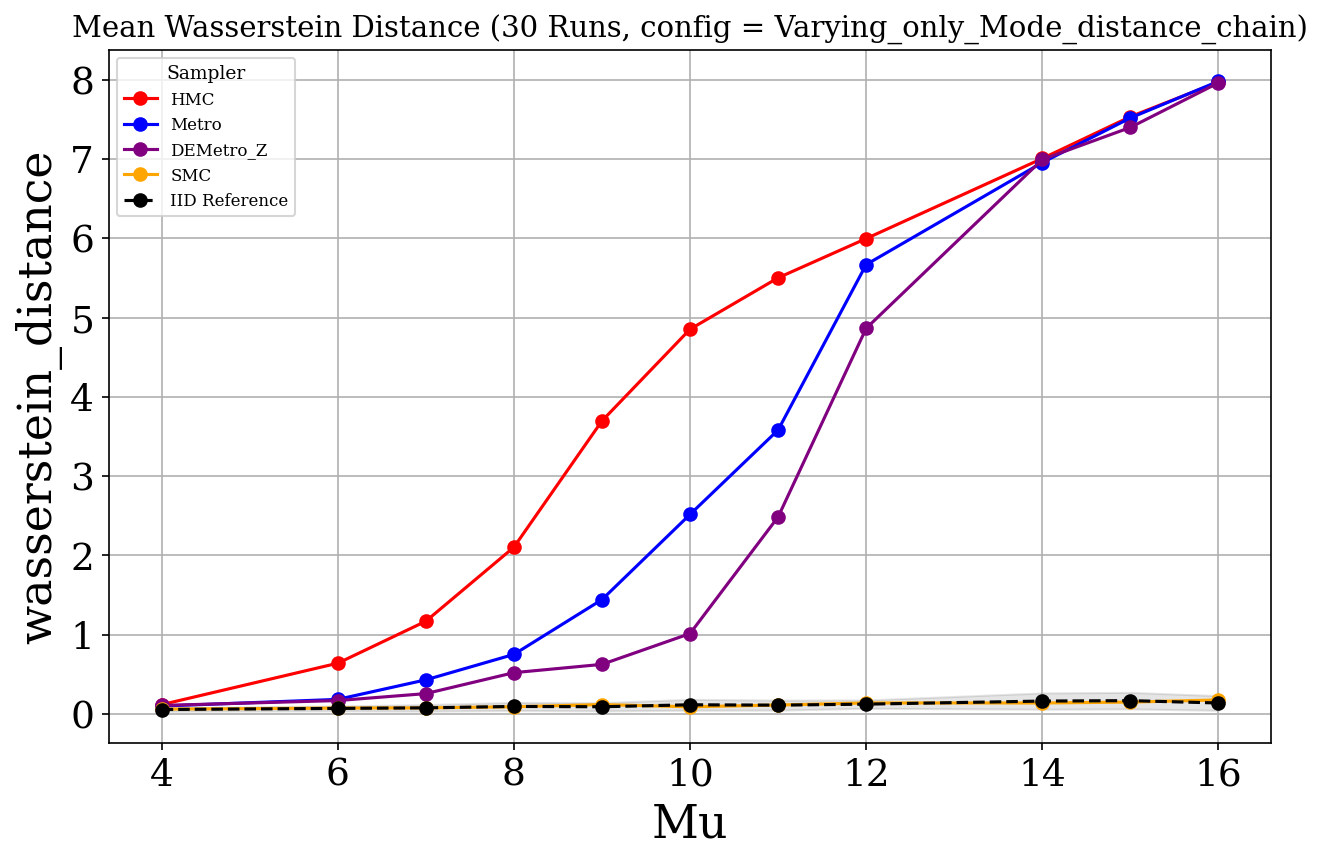 Mean Wasserstein Distance (30 Runs, config = Varying_only_Mode_distance_chain)
Sampler
HMC
Metro
DEMetro_Z
SMC
IID Reference
wasserstein_distance
8
7
6
5
4
3
2
1
0
4 6 8 10 12 14 16
Mu